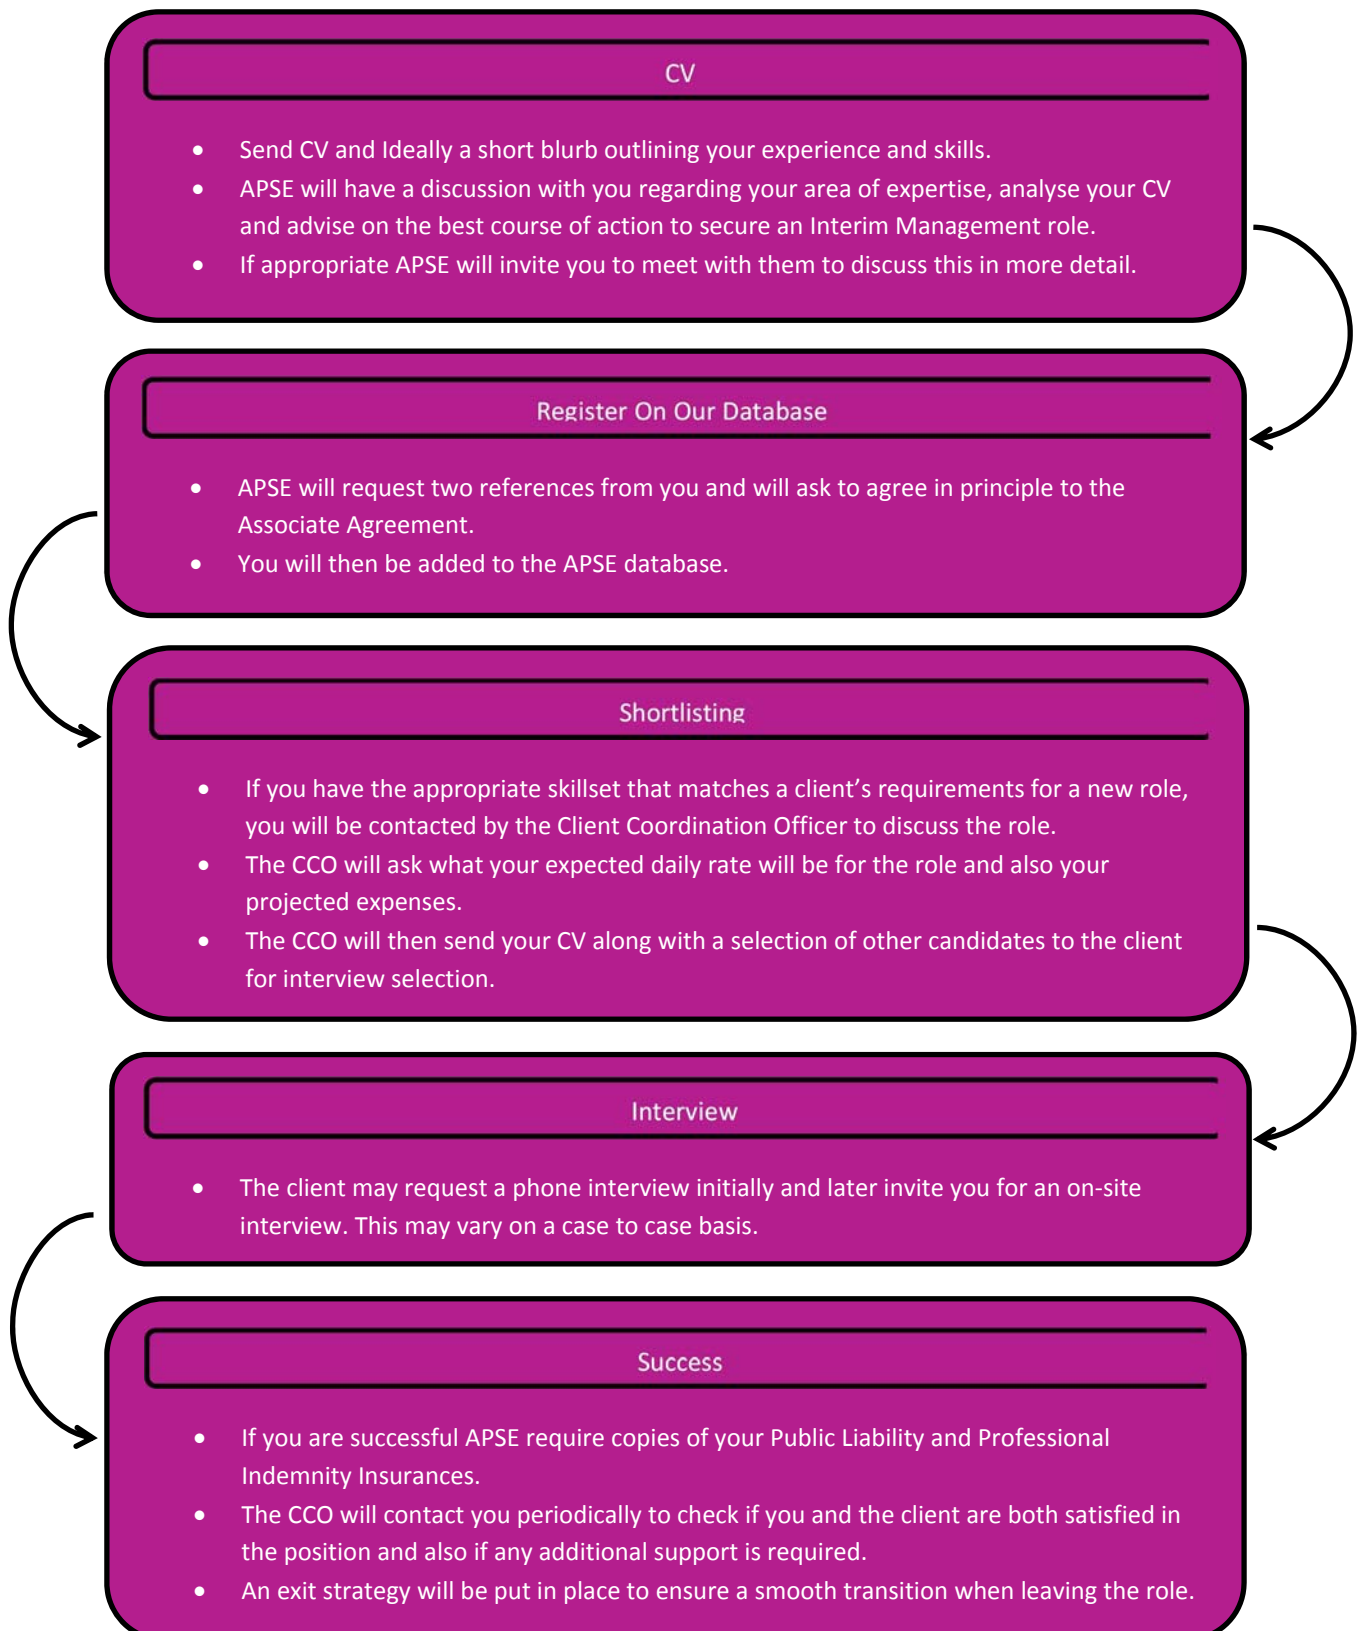 CV
• Send CV and Ideally a short blurb outlining your experience and skills.
• APSE will have a discussion with you regarding your area of expertise, analyse your CV
and advise on the best course of action to secure an Interim Management role.
• If appropriate APSE will invite you to meet with them to discuss this in more detail.
Register On Our Database
• APSE will request two references from you and will ask to agree in principle to the
Associate Agreement.
• You will then be added to the APSE database.
Shortlisting
• If you have the appropriate skillset that matches a client’s requirements for a new role,
you will be contacted by the Client Coordination Officer to discuss the role.
• The CCO will ask what your expected daily rate will be for the role and also your
projected expenses.
• The CCO will then send your CV along with a selection of other candidates to the client
for interview selection.
Interview
• The client may request a phone interview initially and later invite you for an on-site
interview. This may vary on a case to case basis.
Success
• If you are successful APSE require copies of your Public Liability and Professional
Indemnity Insurances.
• The CCO will contact you periodically to check if you and the client are both satisfied in
the position and also if any additional support is required.
• An exit strategy will be put in place to ensure a smooth transition when leaving the role.